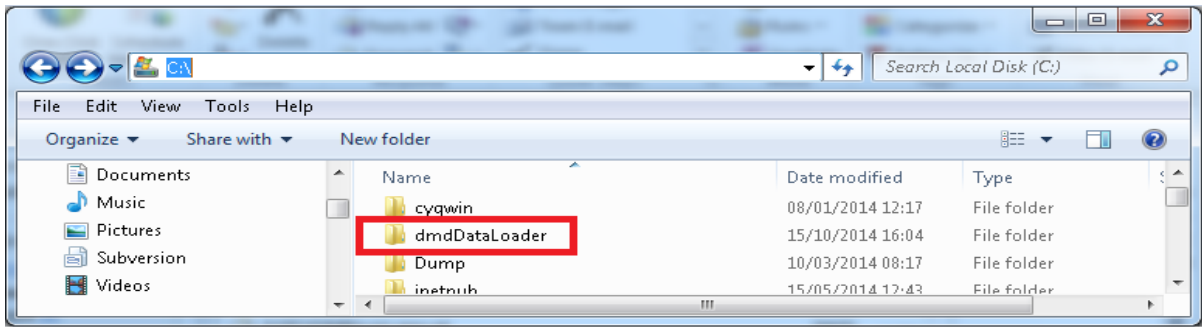 C:\ Search Local Disk (C:)
File Edit View Tools Help
Organize Share with New folder
Documents Name Date modified Type
Music cygwin 08/01/2014 12:17 File folder
Pictures dmdDataLoader 15/10/2014 16:04 File folder
Subversion Dump 10/03/2014 08:17 File folder
Videos inetpub 15/05/2014 12:43 File folder